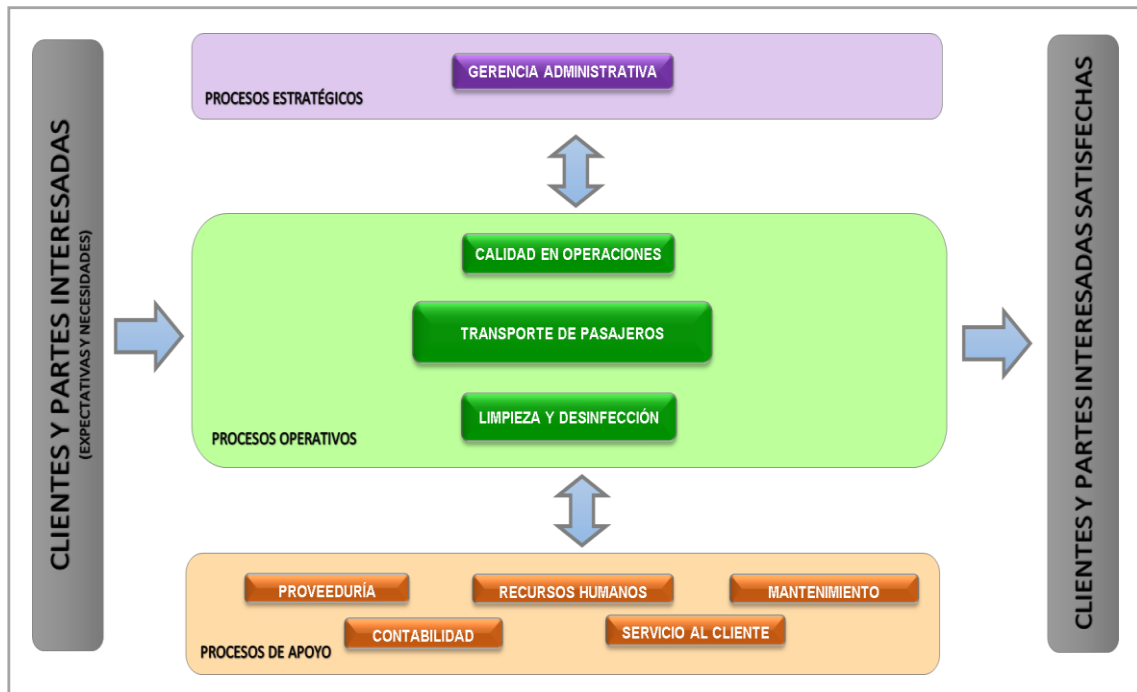 CLIENTES Y PARTES INTERESADAS
(EXPECTATIVAS Y NECESIDADES)
GERENCIA ADMINISTRATIVA
PROCESOS ESTRATÉGICOS
CALIDAD EN OPERACIONES
TRANSPORTE DE PASAJEROS
LIMPIEZA Y DESINFECCIÓN
PROCESOS OPERATIVOS
PROVEEDURÍA
RECURSOS HUMANOS
MANTENIMIENTO
CONTABILIDAD
SERVICIO AL CLIENTE
PROCESOS DE APOYO
CLIENTES Y PARTES INTERESADAS SATISFECHAS